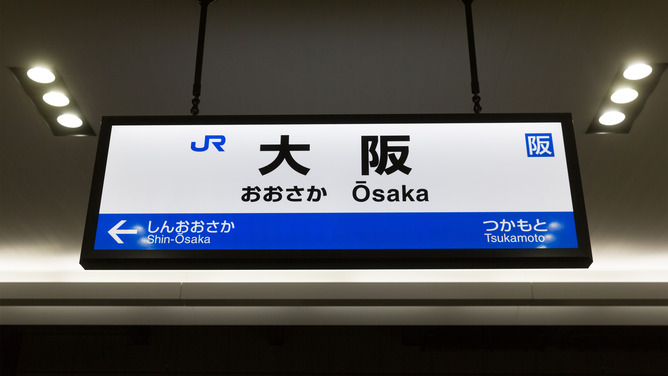 JR 大阪 阪
おおさか Ōsaka
← しんおおさか つかもと
Shin-Ōsaka Tsukamoto